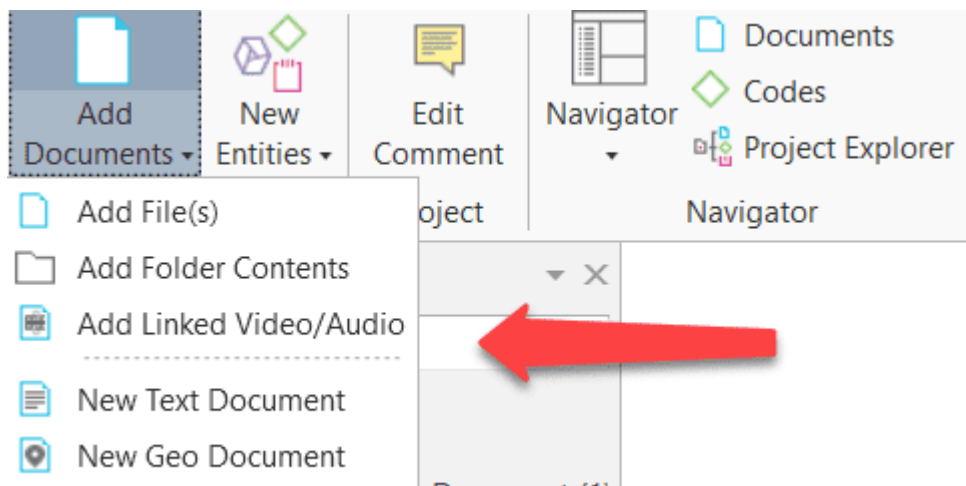 Add
Documents
New
Entities
Edit
Comment
Navigator
Documents
Codes
Project Explorer
oject
Navigator
Add File(s)
Add Folder Contents
Add Linked Video/Audio
New Text Document
New Geo Document